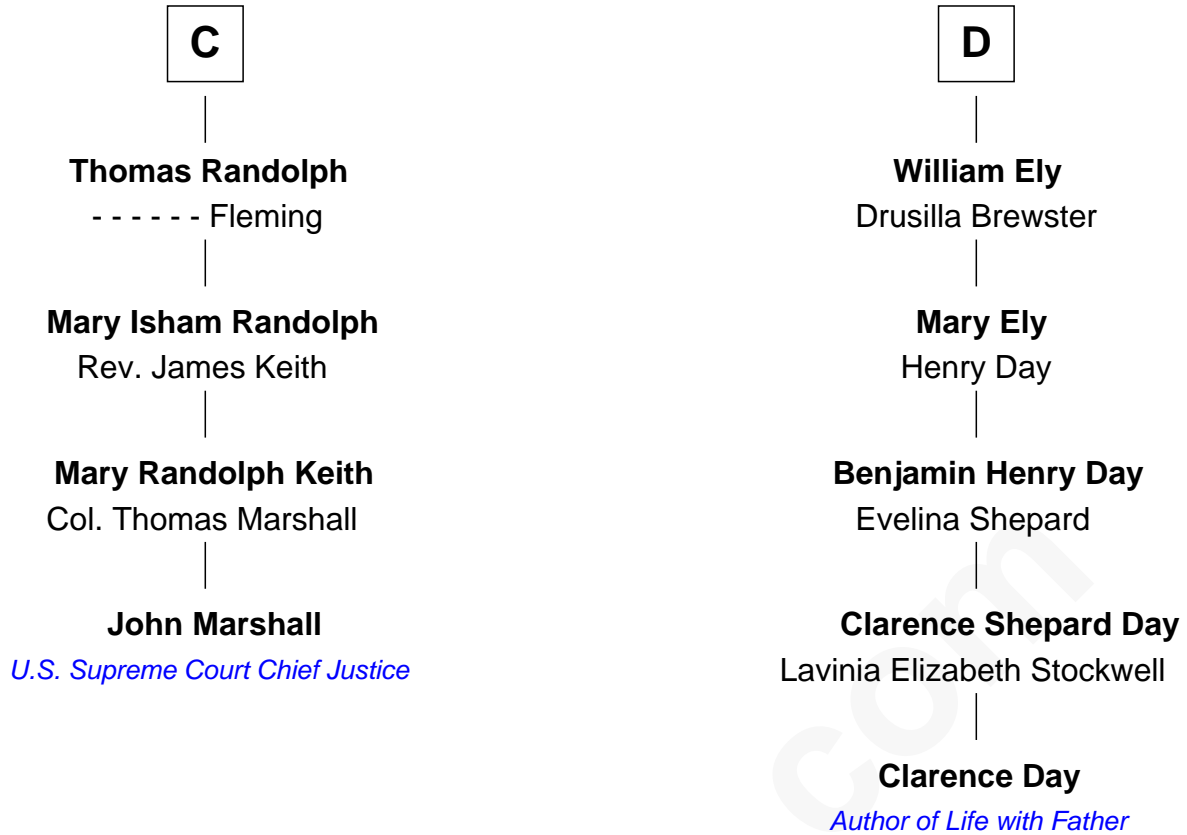 C
Thomas Randolph
- - - - - - Fleming
Mary Isham Randolph
Rev. James Keith
Mary Randolph Keith
Col. Thomas Marshall
John Marshall
U.S. Supreme Court Chief Justice
D
William Ely
Drusilla Brewster
Mary Ely
Henry Day
Benjamin Henry Day
Evelina Shepard
Clarence Shepard Day
Lavinia Elizabeth Stockwell
Clarence Day
Author of Life with Father
com